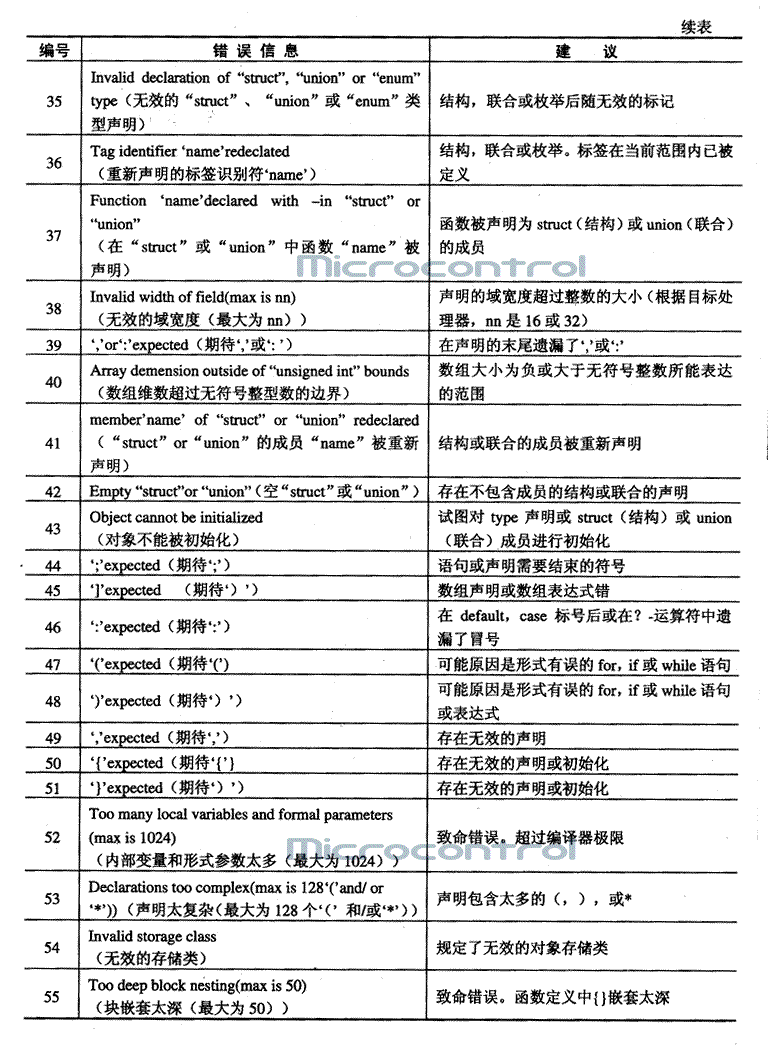 续表
编号 错误信息 建议
35 Invalid declaration of “struct”, “union” or “enum”
type（无效的“struct”、“union”或“enum”类
型声明） 结构，联合或枚举后随无效的标记
36 Tag identifier ‘name’redeclated
（重新声明的标签识别符‘name’） 结构，联合或枚举。标签在当前范围内已被
定义
37 Function ‘name’declared with –in “struct” or
“union”
（在“struct”或“union”中函数“name”被
声明） 函数被声明为 struct（结构）或 union（联合）
的成员
Microcontrol
38 Invalid width of field(max is nn)
（无效的域宽度（最大为 nn）） 声明的域宽度超过整数的大小（根据目标处
理器，nn 是 16 或 32）
39 ‘,’or‘:’expected（期待‘,’或‘: ’） 在声明的末尾遗漏了‘,’或‘:’
40 Array demension outside of “unsigned int” bounds
（数组维数超过无符号整型数的边界） 数组大小为负或大于无符号整数所能表达
的范围
41 member’name’ of “struct” or “union” redeclared
（ “struct” or “union” 的成员“name”被重新
声明） 结构或联合的成员被重新声明
42 Empty “struct”or “union”（空“struct”或“union”） 存在不包含成员的结构或联合的声明
43 Object cannot be initialized
（对象不能被初始化） 试图对 type 声明或 struct（结构）或 union
（联合）成员进行初始化
44 ‘;’expected（期待‘;’） 语句或声明需要结束的符号
45 ‘]’expected （期待‘）’） 数组声明或数组表达式错
46 ‘:’expected（期待‘:’） 在 default，case 标号后或在？-运算符中遗
漏了冒号
47 ‘(’expected（期待‘(’） 可能原因是形式有误的 for，if 或 while 语句
48 ‘)’expected（期待‘）’） 可能原因是形式有误的 for，if 或 while 语句
或表达式
49 ‘,’expected（期待‘,’） 存在无效的声明
50 ‘{’expected（期待‘{’} 存在无效的声明或初始化
51 ‘}’expected（期待‘）’） 存在无效的声明或初始化
52 Too many local variables and formal parameters
(max is 1024)
（内部变量和形式参数太多（最大为 1024）） 致命错误。超过编译器极限
Microcontrol
53 Declarations too complex(max is 128‘(’and/ or
‘*’))（声明太复杂（最大为 128 个‘(’ 和/或‘*’）） 声明包含太多的（，），或*
54 Invalid storage class
（无效的存储类） 规定了无效的对象存储类
55 Too deep block nesting(max is 50)
（块嵌套太深（最大为 50）） 致命错误。函数定义中{}嵌套太深